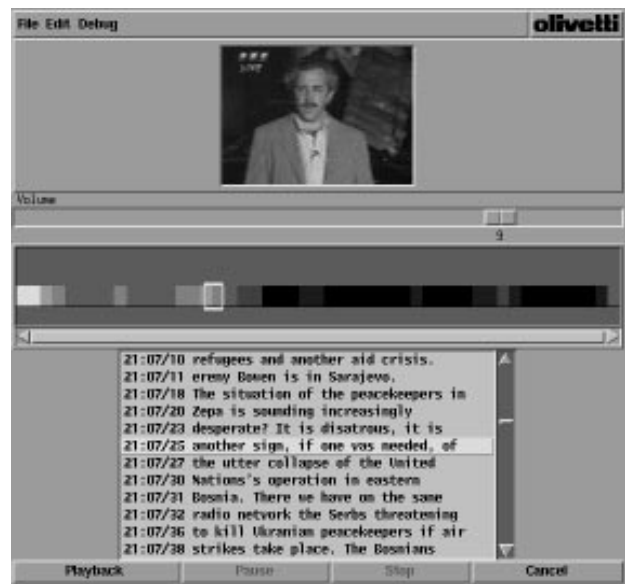 File Edit Debug
olivetti
LIVE
Volume
9
21:07/10 refugees and another aid crisis.
21:07/11 eremy Bowen is in Sarajevo.
21:07/18 The situation of the peacekeepers in
21:07/20 Zepa is sounding increasingly
21:07/23 desperate? It is disatrous, it is
21:07/25 another sign, if one was needed, of
21:07/27 the utter collapse of the United
21:07/30 Nations's operation in eastern
21:07/31 Bosnia. There we have on the same
21:07/32 radio network the Serbs threatening
21:07/36 to kill Ukranian peacekeepers if air
21:07/38 strikes take place. The Bosnians
Playback Pause Stop Cancel